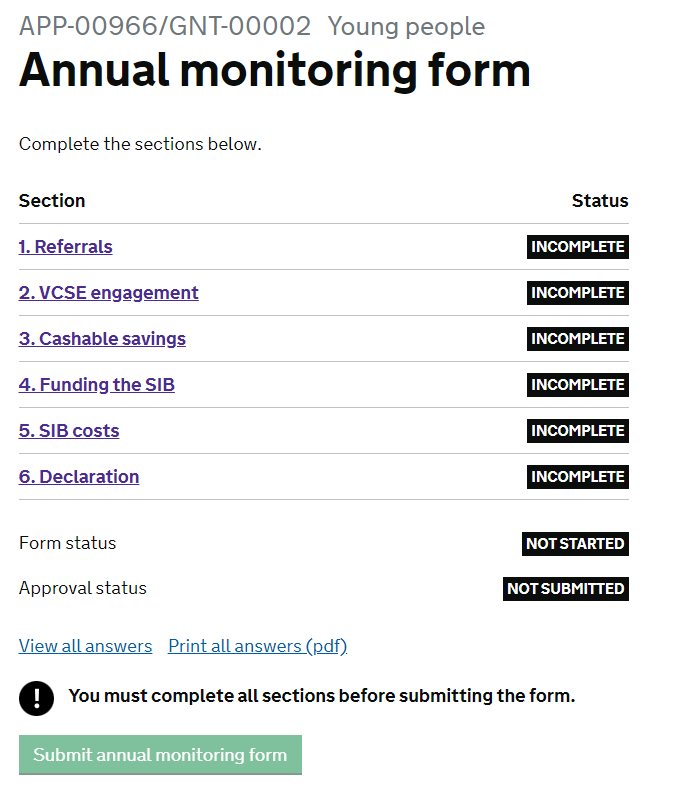 APP-00966/GNT-00002 Young people
Annual monitoring form
Complete the sections below.
Section Status
1. Referrals INCOMPLETE
2. VCSE engagement INCOMPLETE
3. Cashable savings INCOMPLETE
4. Funding the SIB INCOMPLETE
5. SIB costs INCOMPLETE
6. Declaration INCOMPLETE
Form status NOT STARTED
Approval status NOT SUBMITTED
View all answers Print all answers (pdf)
! You must complete all sections before submitting the form.
Submit annual monitoring form